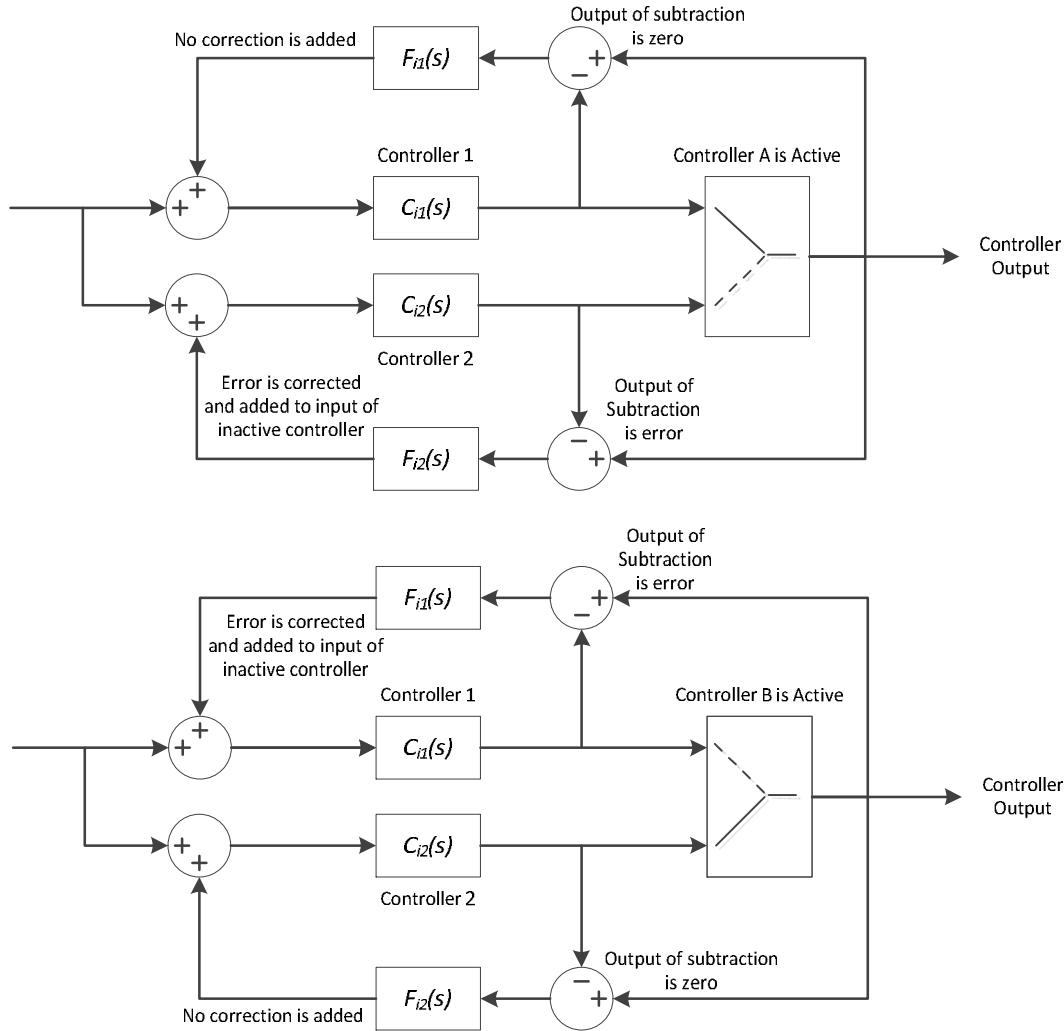 Output of subtraction
is zero
No correction is added
Fi1(s)
+
−
Controller 1
Controller A is Active
+
+
Ci1(s)
Controller
Output
+
+
Ci2(s)
Controller 2
Error is corrected
and added to input of
inactive controller
Output of
Subtraction
is error
Fi2(s)
−
+
Output of
Subtraction
is error
Fi1(s)
+
−
Error is corrected
and added to input of
inactive controller
Controller 1
Controller B is Active
+
+
Ci1(s)
Controller
Output
+
+
Ci2(s)
Controller 2
Output of subtraction
is zero
−
+
Fi2(s)
No correction is added